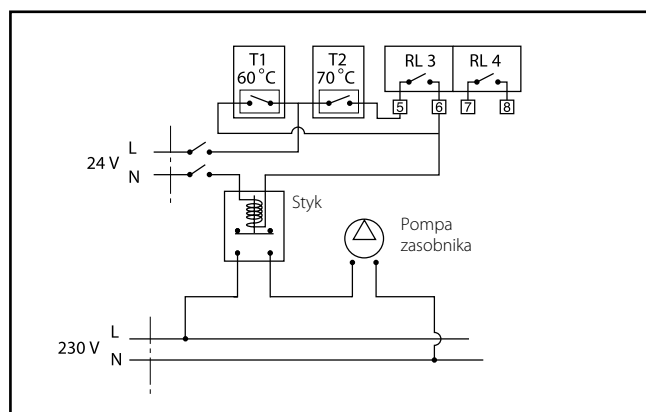 T1
60 °C
T2
70 °C
RL 3
RL 4
5
6
7
8
L
24 V
N
Styk
Pompa
zasobnika
L
230 V
N